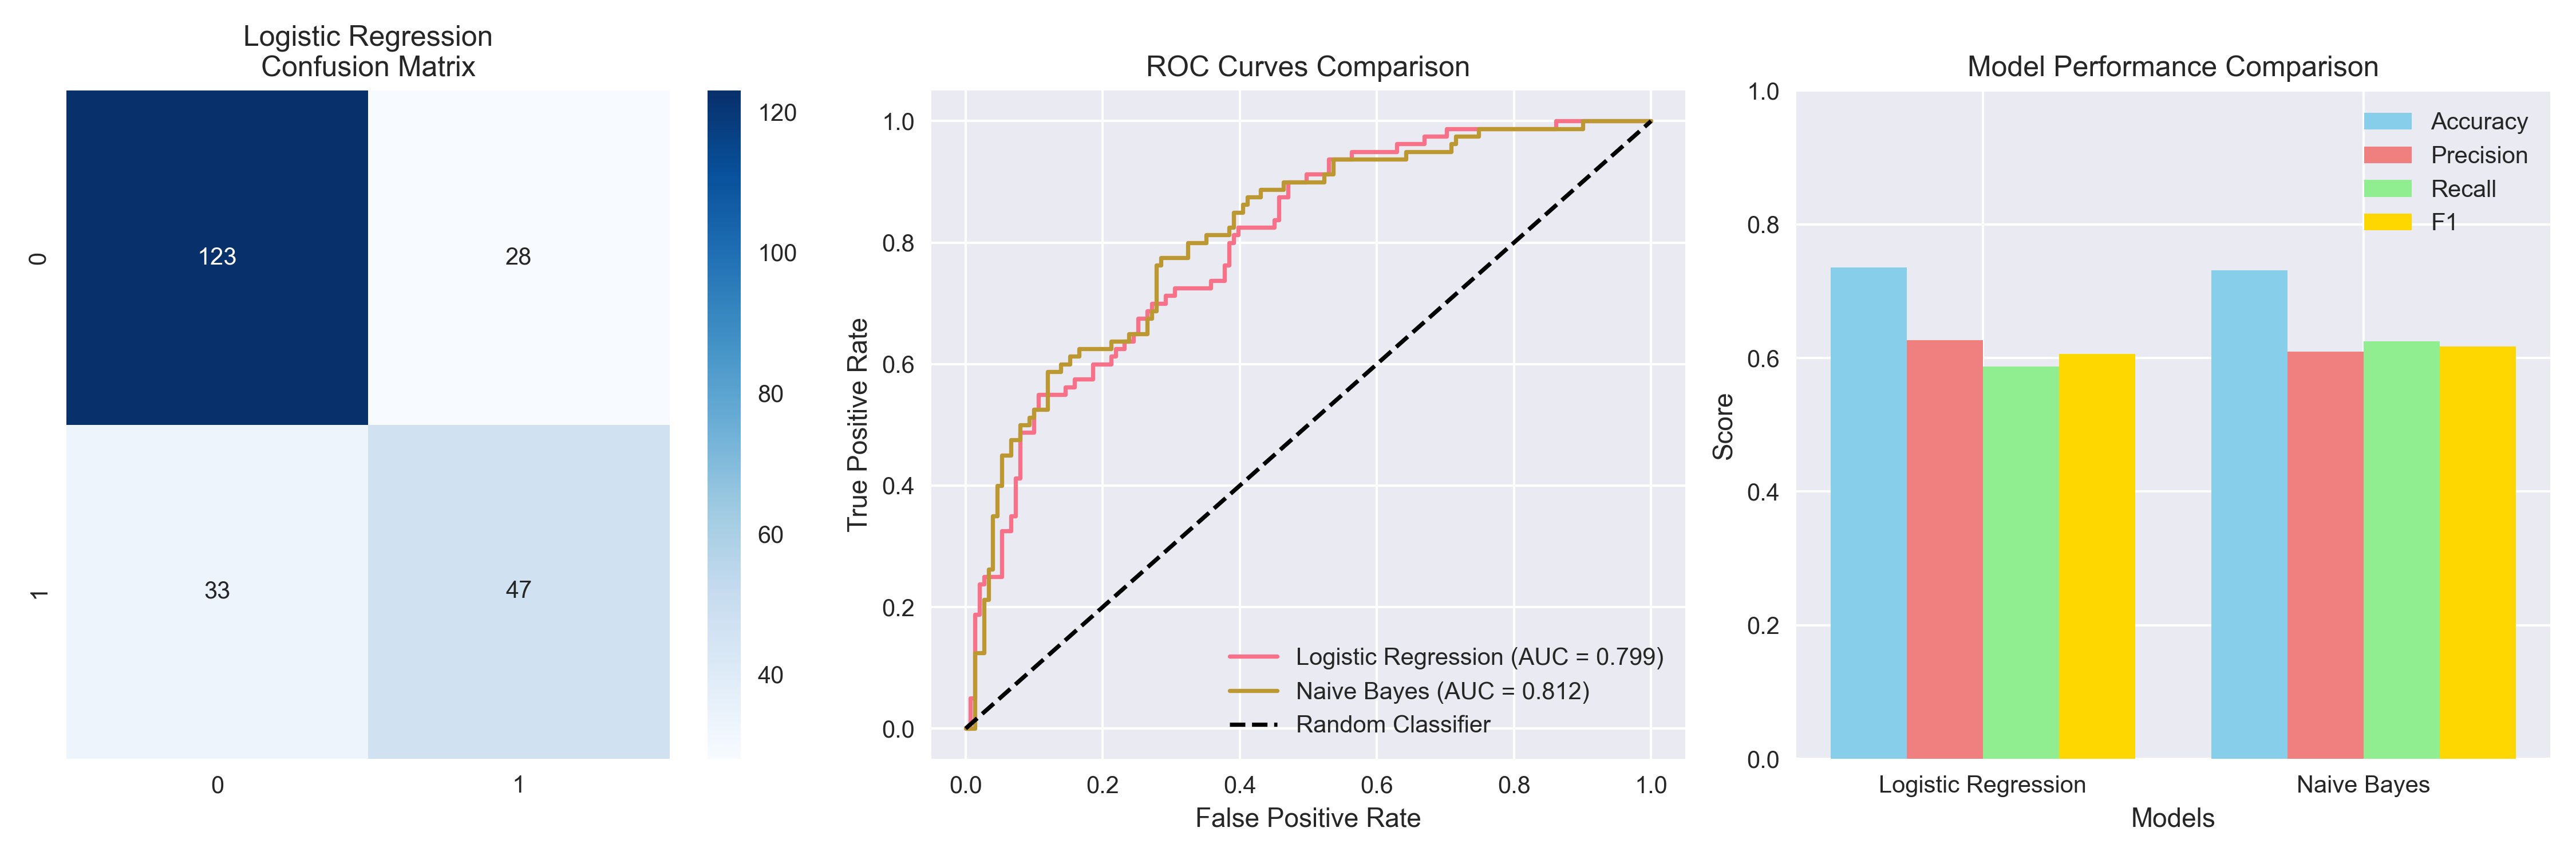 Logistic Regression
Confusion Matrix
0
1
123
28
33
47
0
1
120
100
80
60
40
ROC Curves Comparison
True Positive Rate
1.0
0.8
0.6
0.4
0.2
0.0
Logistic Regression (AUC = 0.799)
Naive Bayes (AUC = 0.812)
Random Classifier
0.0
0.2
0.4
0.6
0.8
1.0
False Positive Rate
Model Performance Comparison
Score
1.0
0.8
0.6
0.4
0.2
0.0
Accuracy
Precision
Recall
F1
Logistic Regression
Naive Bayes
Models